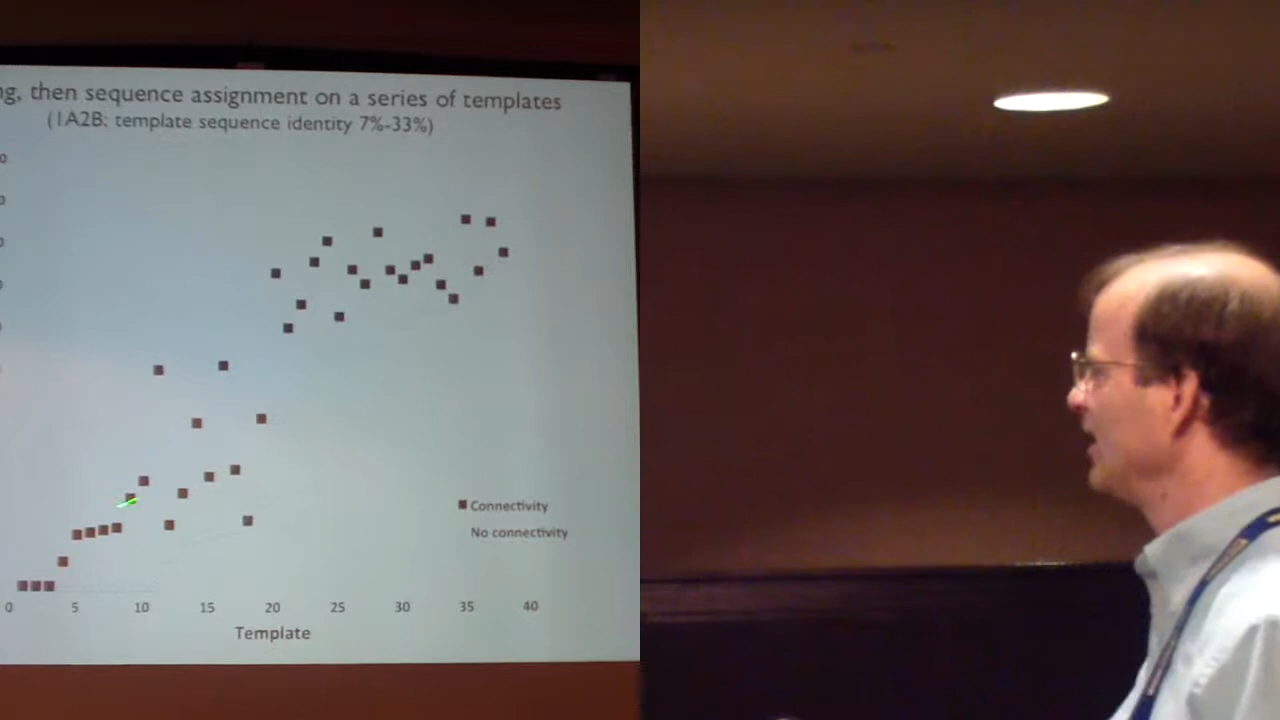 then sequence assignment on a series of templates
(1A2B: template sequence identity 7%-33%)
Connectivity
No connectivity
0 5 10 15 20 25 30 35 40
Template